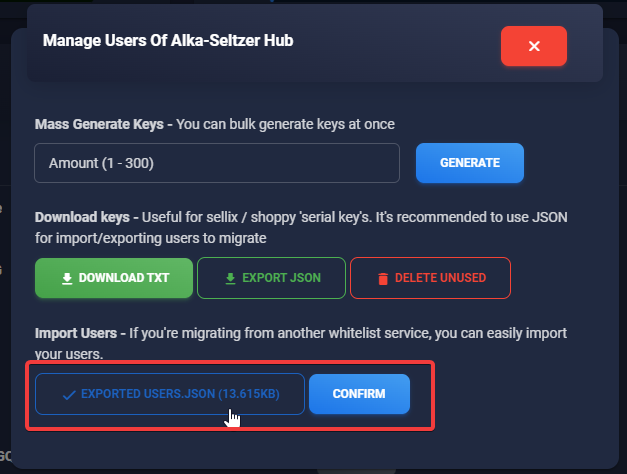 Manage Users Of Alka-Seltzer Hub
Mass Generate Keys - You can bulk generate keys at once
Amount (1 - 300)
GENERATE
Download keys - Useful for sellix / shoppy 'serial key's. It's recommended to use JSON
for import/exporting users to migrate
DOWNLOAD TXT
EXPORT JSON
DELETE UNUSED
Import Users - If you're migrating from another whitelist service, you can easily import
your users.
EXPORTED USERS.JSON (13.615KB)
CONFIRM